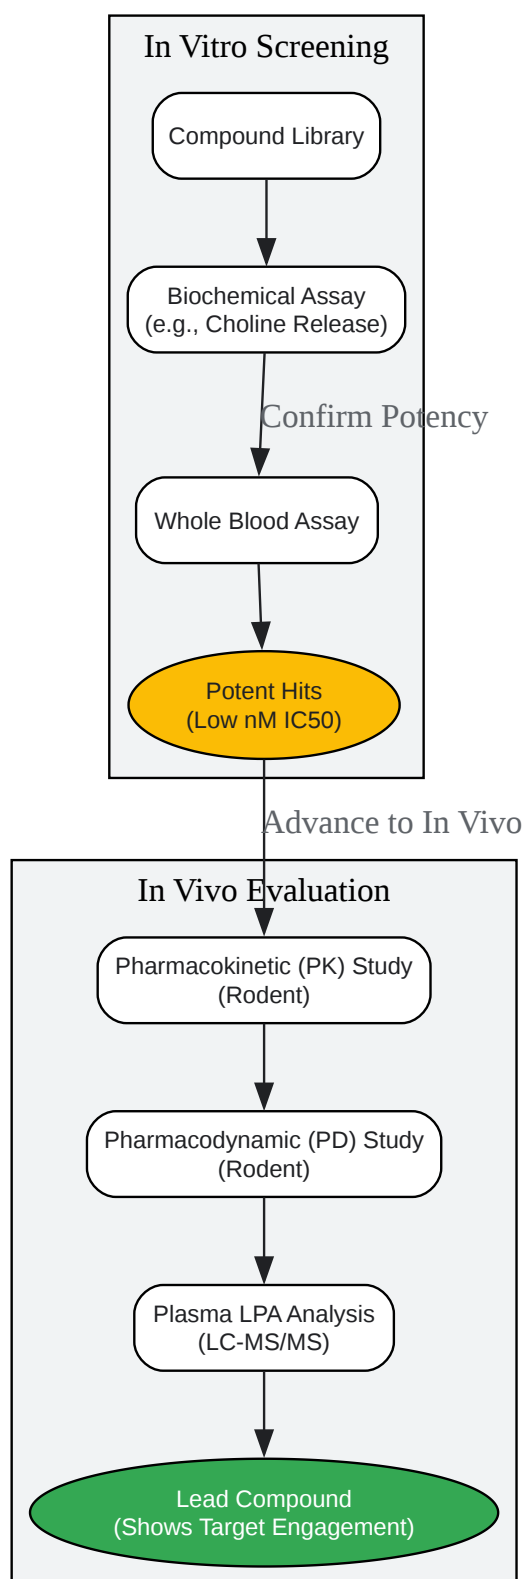 In Vitro Screening
Compound Library
Biochemical Assay
(e.g., Choline Release)
Confirm Potency
Whole Blood Assay
Potent Hits
(Low nM IC50)
Advance to In Vivo
In Vivo Evaluation
Pharmacokinetic (PK) Study
(Rodent)
Pharmacodynamic (PD) Study
(Rodent)
Plasma LPA Analysis
(LC-MS/MS)
Lead Compound
(Shows Target Engagement)